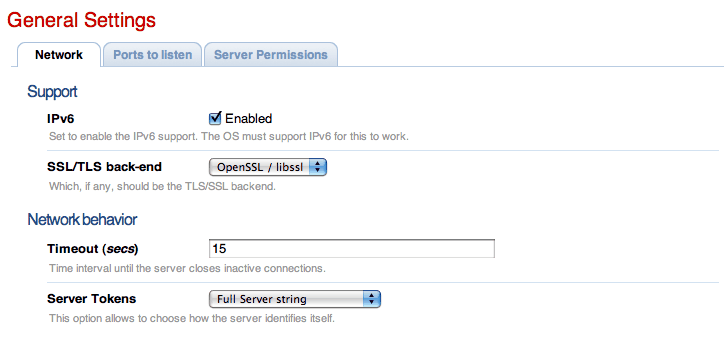 General Settings
Network Ports to listen Server Permissions
Support
IPv6 Enabled
Set to enable the IPv6 support. The OS must support IPv6 for this to work.
SSL/TLS back-end OpenSSL / libssl
Which, if any, should be the TLS/SSL backend.
Network behavior
Timeout (secs) 15
Time interval until the server closes inactive connections.
Server Tokens Full Server string
This option allows to choose how the server identifies itself.